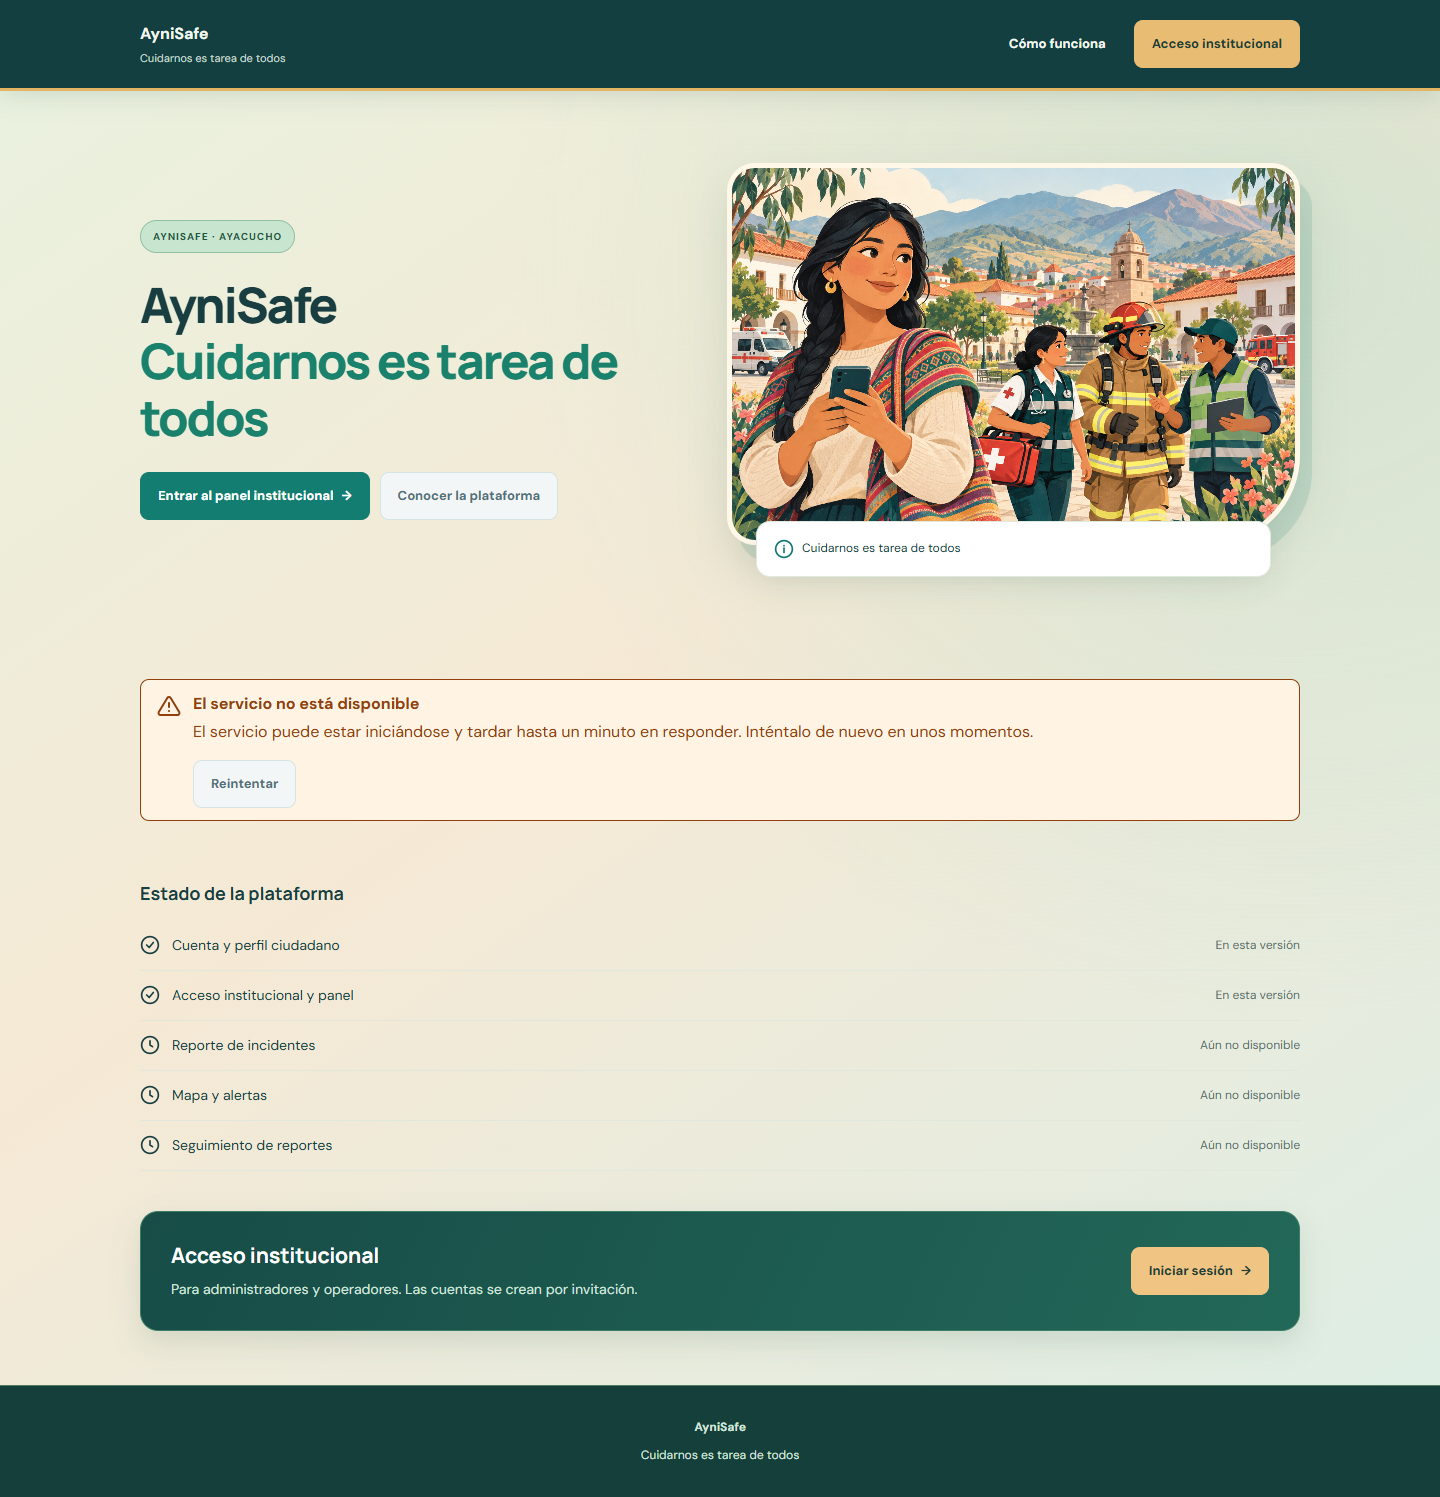 AyniSafe
Cuidarnos es tarea de todos
Cómo funciona
Acceso institucional
AYNISAFE · AYACUCHO
AyniSafe
Cuidarnos es tarea de
todos
Entrar al panel institucional →
Conocer la plataforma
Cuidarnos es tarea de todos
El servicio no está disponible
El servicio puede estar iniciándose y tardar hasta un minuto en responder. Inténtalo de nuevo en unos momentos.
Reintentar
Estado de la plataforma
Cuenta y perfil ciudadano
En esta versión
Acceso institucional y panel
En esta versión
Reporte de incidentes
Aún no disponible
Mapa y alertas
Aún no disponible
Seguimiento de reportes
Aún no disponible
Acceso institucional
Para administradores y operadores. Las cuentas se crean por invitación.
Iniciar sesión →
AyniSafe
Cuidarnos es tarea de todos